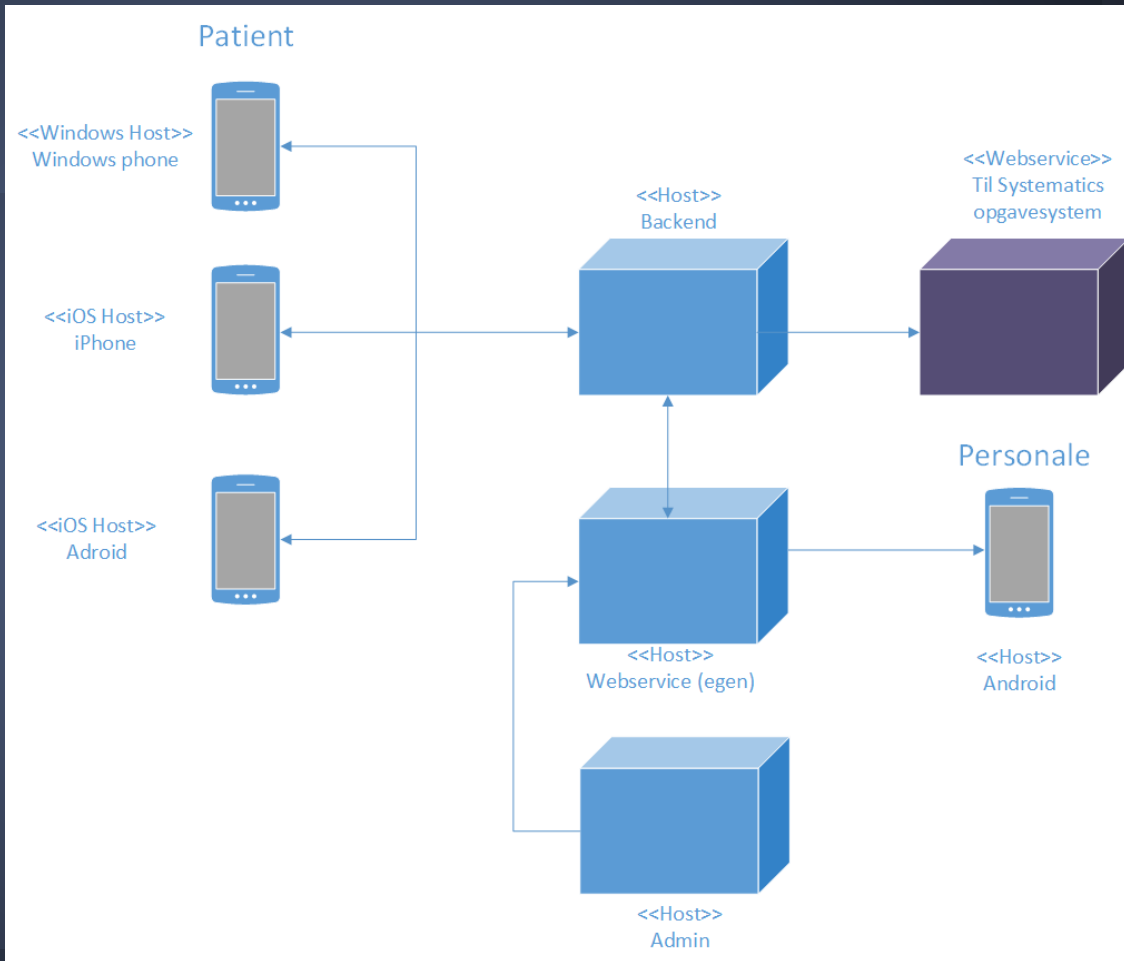 Patient
<<Windows Host>>
Windows phone
<<iOS Host>>
iPhone
<<iOS Host>>
Adroid
<<Host>>
Backend
<<Webservice>>
Til Systematics
opgavesystem
Personale
<<Host>>
Android
<<Host>>
Webservice (egen)
<<Host>>
Admin